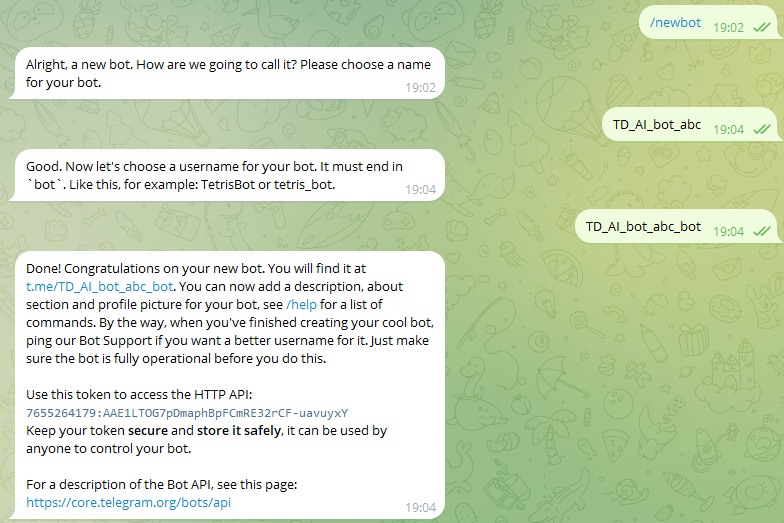 /newbot 19:02
Alright, a new bot. How are we going to call it? Please choose a name
for your bot. 19:02
TD_AI_bot_abc 19:04
Good. Now let's choose a username for your bot. It must end in
`bot`. Like this, for example: TetrisBot or tetris_bot. 19:04
TD_AI_bot_abc_bot 19:04
Done! Congratulations on your new bot. You will find it at
t.me/TD_AI_bot_abc_bot. You can now add a description, about
section and profile picture for your bot, see /help for a list of
commands. By the way, when you've finished creating your cool bot,
ping our Bot Support if you want a better username for it. Just make
sure the bot is fully operational before you do this.
Use this token to access the HTTP API:
7655264179:AAE1LTOG7pDmaphBpFCmRE32rCF-uavuyxY
Keep your token secure and store it safely, it can be used by
anyone to control your bot.
For a description of the Bot API, see this page:
https://core.telegram.org/bots/api 19:04